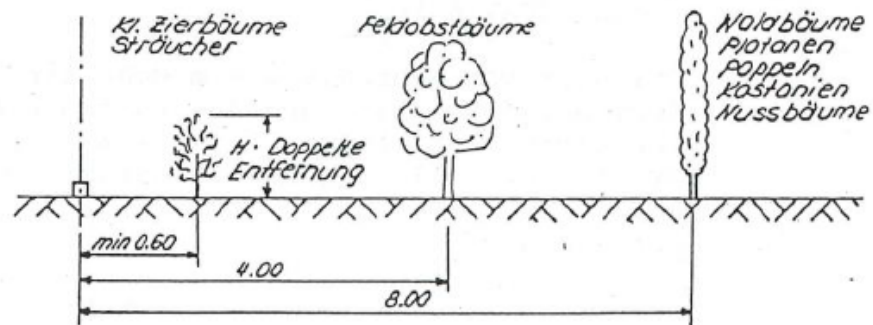 Kl. Zierbäume
Sträucher
Feldobstbäume
Waldbäume
Platanen
Pappeln
Kastanien
Nussbäume
H = Doppelte
Entfernung
min 0.60
4.00
8.00